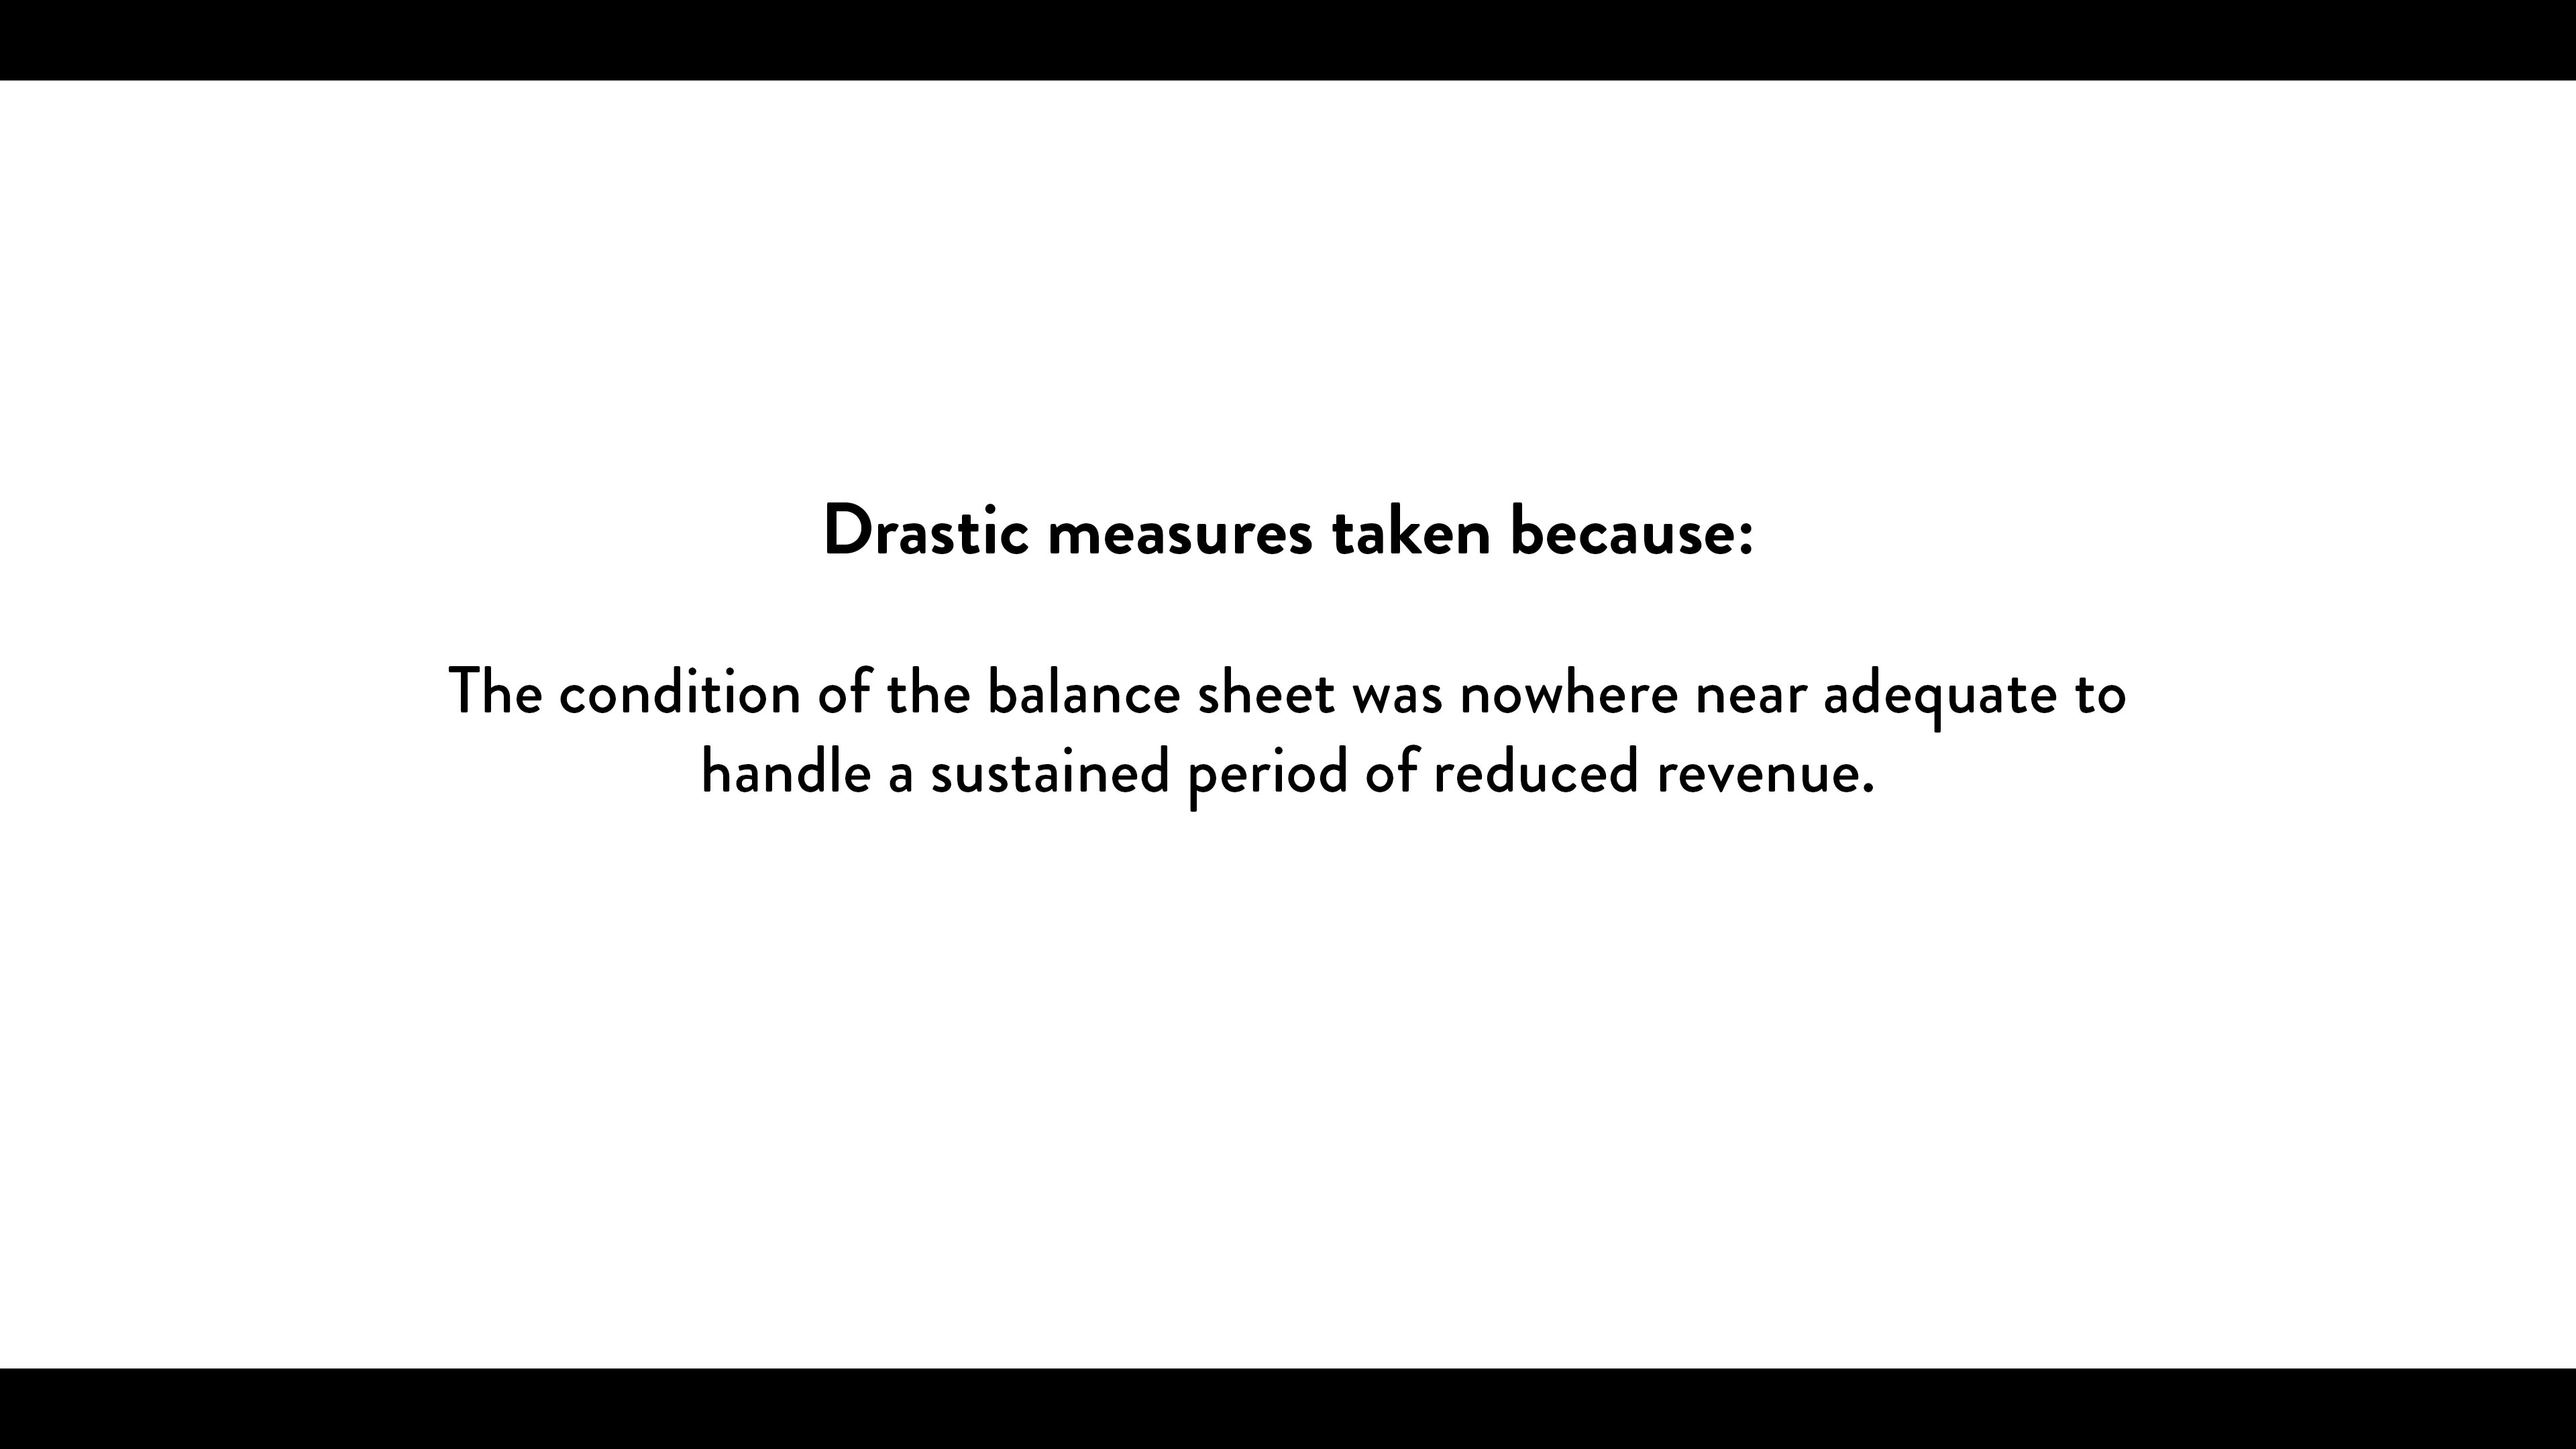 Drastic measures taken because:
The condition of the balance sheet was nowhere near adequate to
handle a sustained period of reduced revenue.